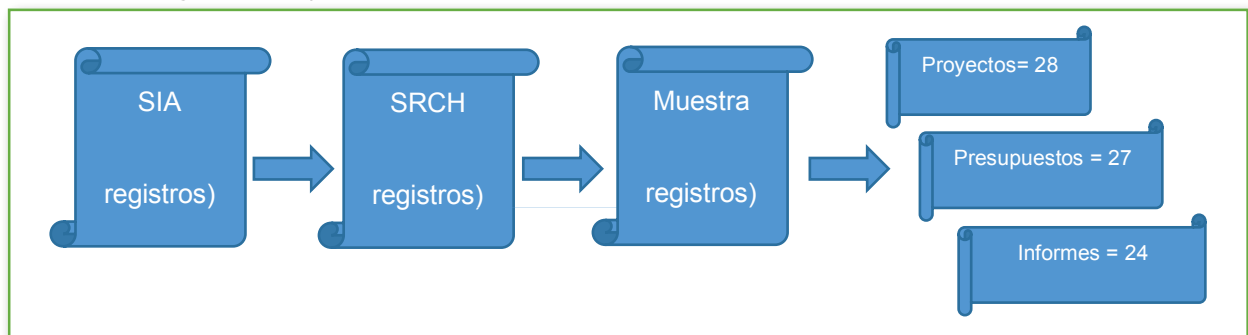 SIA
registros)
SRCH
registros)
Muestra
registros)
Proyectos= 28
Presupuestos = 27
Informes = 24